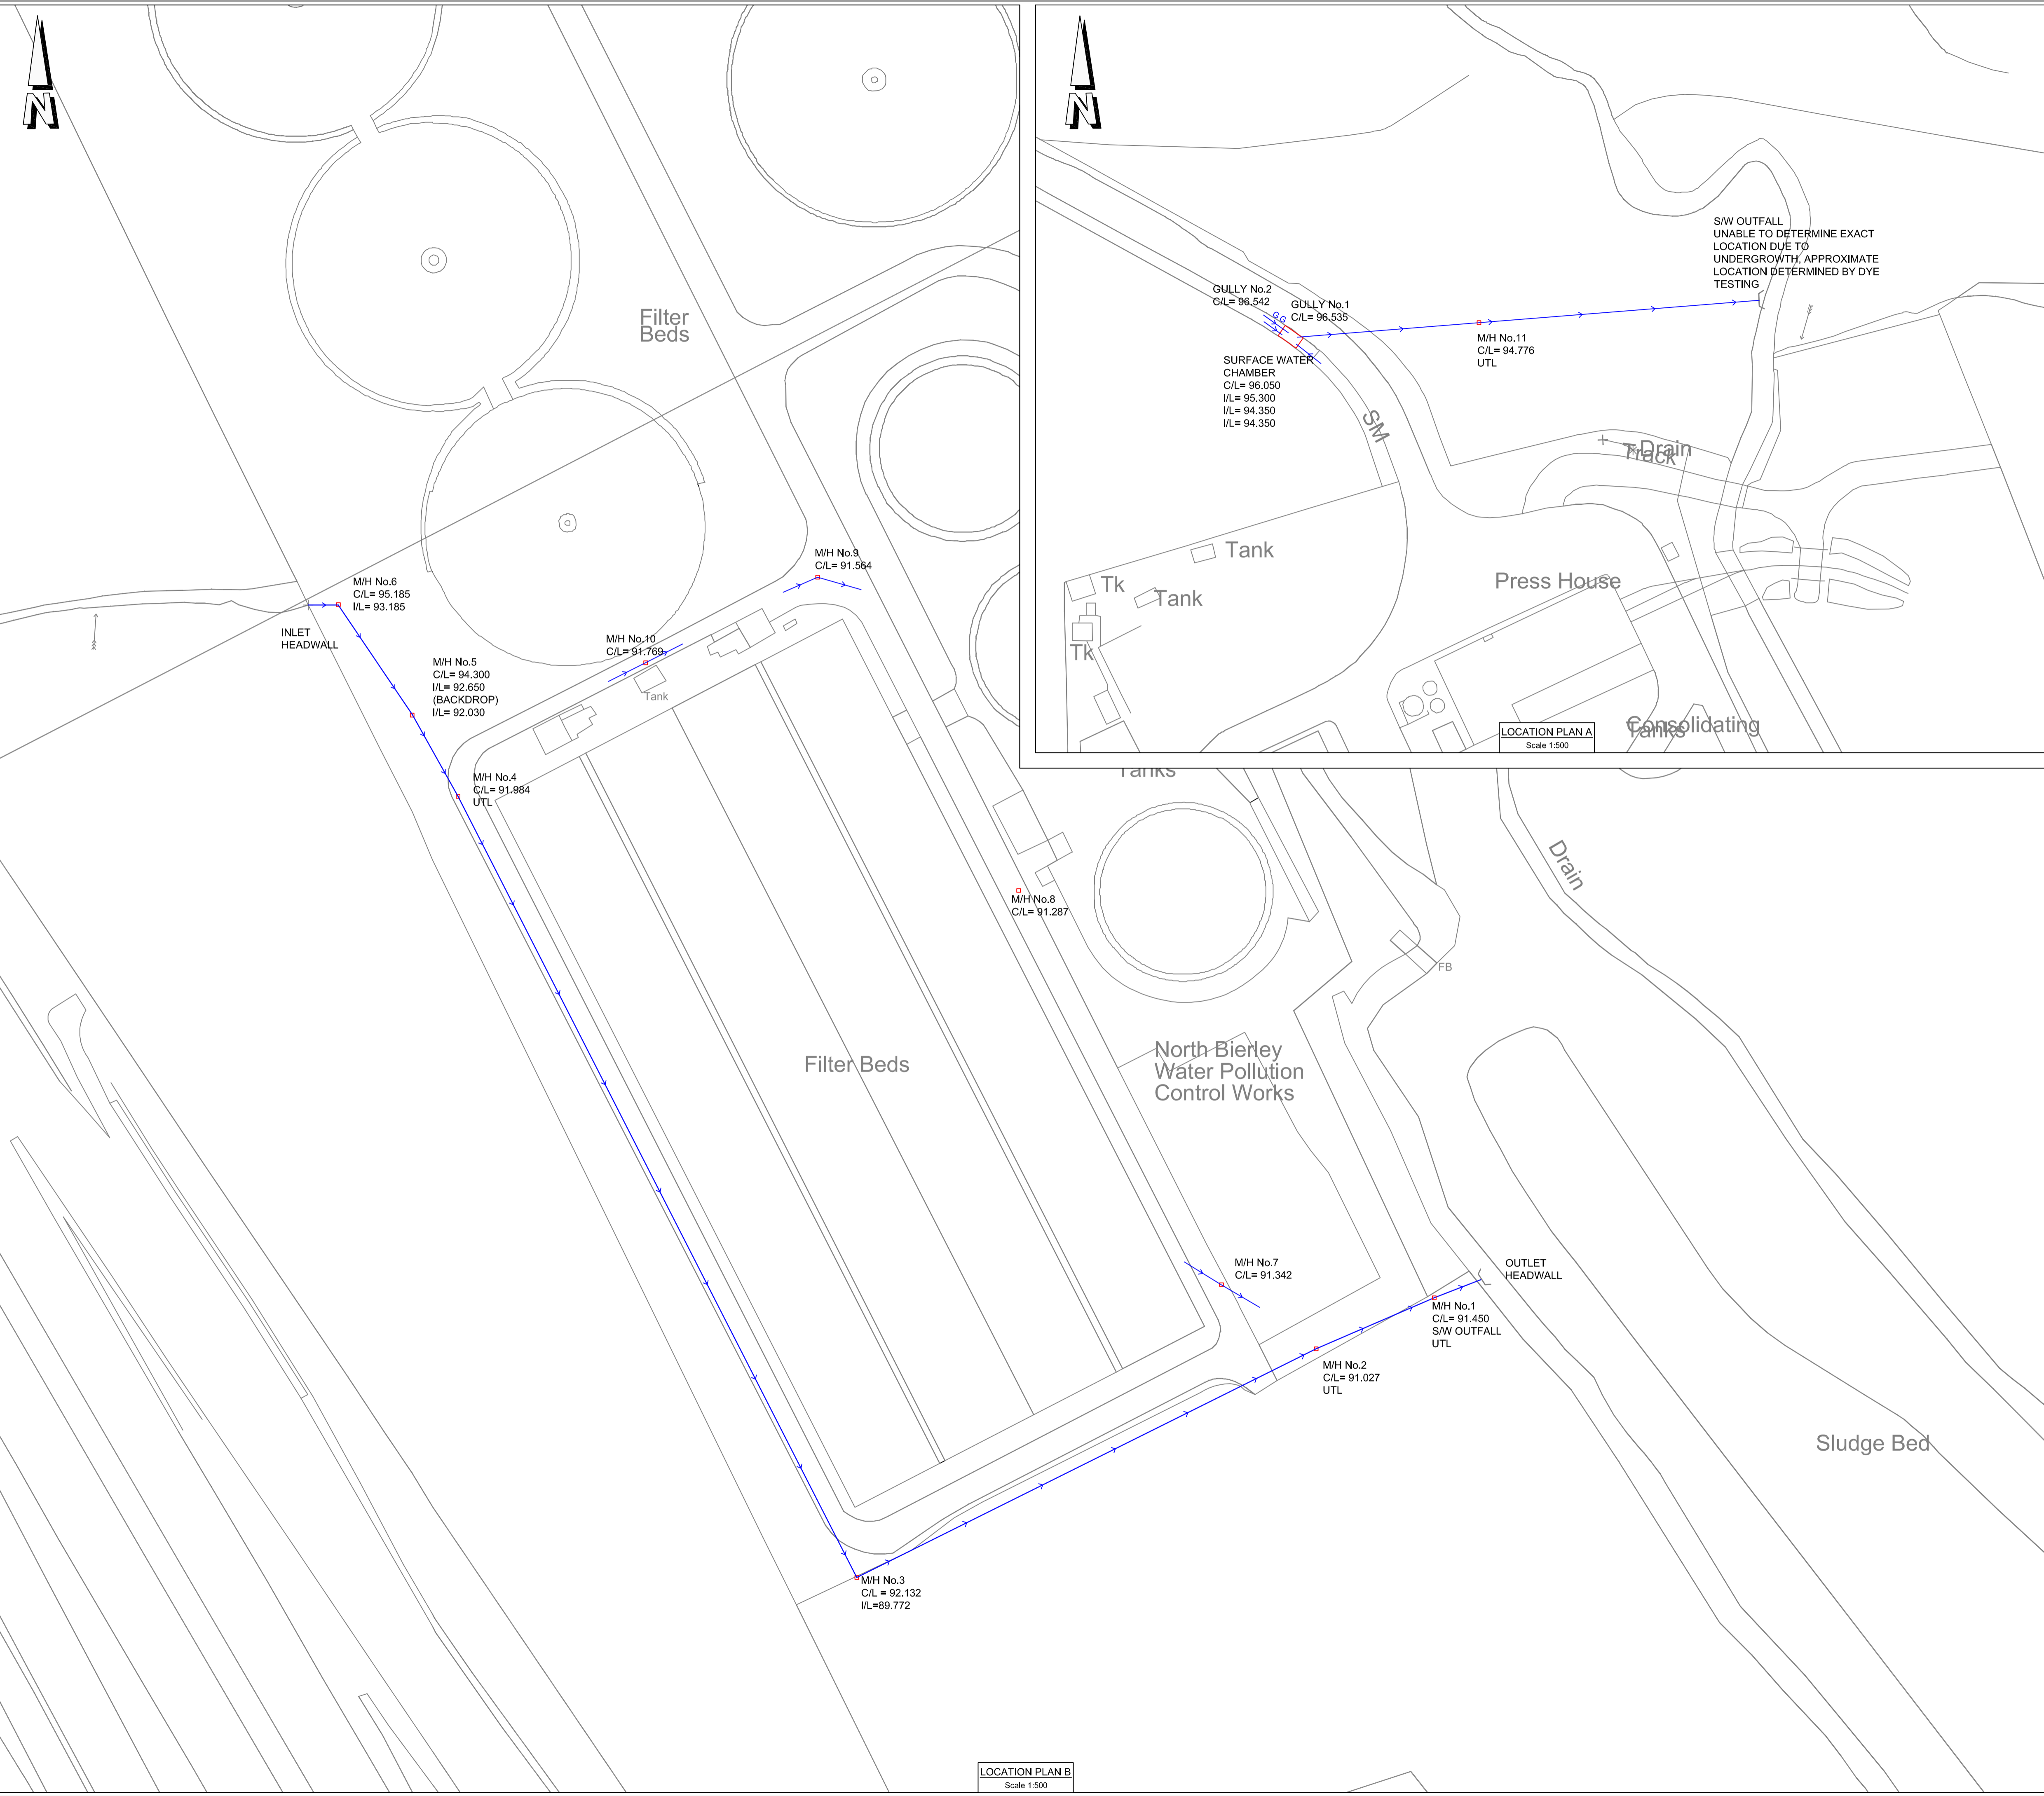 N
N
S/W OUTFALL
UNABLE TO DETERMINE EXACT
LOCATION DUE TO
UNDERGROWTH, APPROXIMATE
LOCATION DETERMINED BY DYE
TESTING
GULLY No.2
C/L= 96.542
GULLY No.1
C/L= 96.535
G.G
M/H No.11
C/L= 94.776
UTL
SURFACE WATER
CHAMBER
C/L= 96.050
I/L= 95.300
I/L= 94.350
I/L= 94.350
SM
Drain
Track
Tank
Tk
Tank
Tk
Press House
Consolidating
Tanks
LOCATION PLAN A
Scale 1:500
Filter
Beds
M/H No.9
C/L= 91.564
M/H No.6
C/L= 95.185
I/L= 93.185
INLET
HEADWALL
M/H No.10
C/L= 91.769
Tank
M/H No.5
C/L= 94.300
I/L= 92.650
(BACKDROP)
I/L= 92.030
M/H No.4
C/L= 91.984
UTL
Tanks
Drain
M/H No.8
C/L= 91.287
FB
Filter Beds
North Bierley
Water Pollution
Control Works
M/H No.7
C/L= 91.342
OUTLET
HEADWALL
M/H No.1
C/L= 91.450
S/W OUTFALL
UTL
M/H No.2
C/L= 91.027
UTL
Sludge Bed
M/H No.3
C/L = 92.132
I/L=89.772
LOCATION PLAN B
Scale 1:500